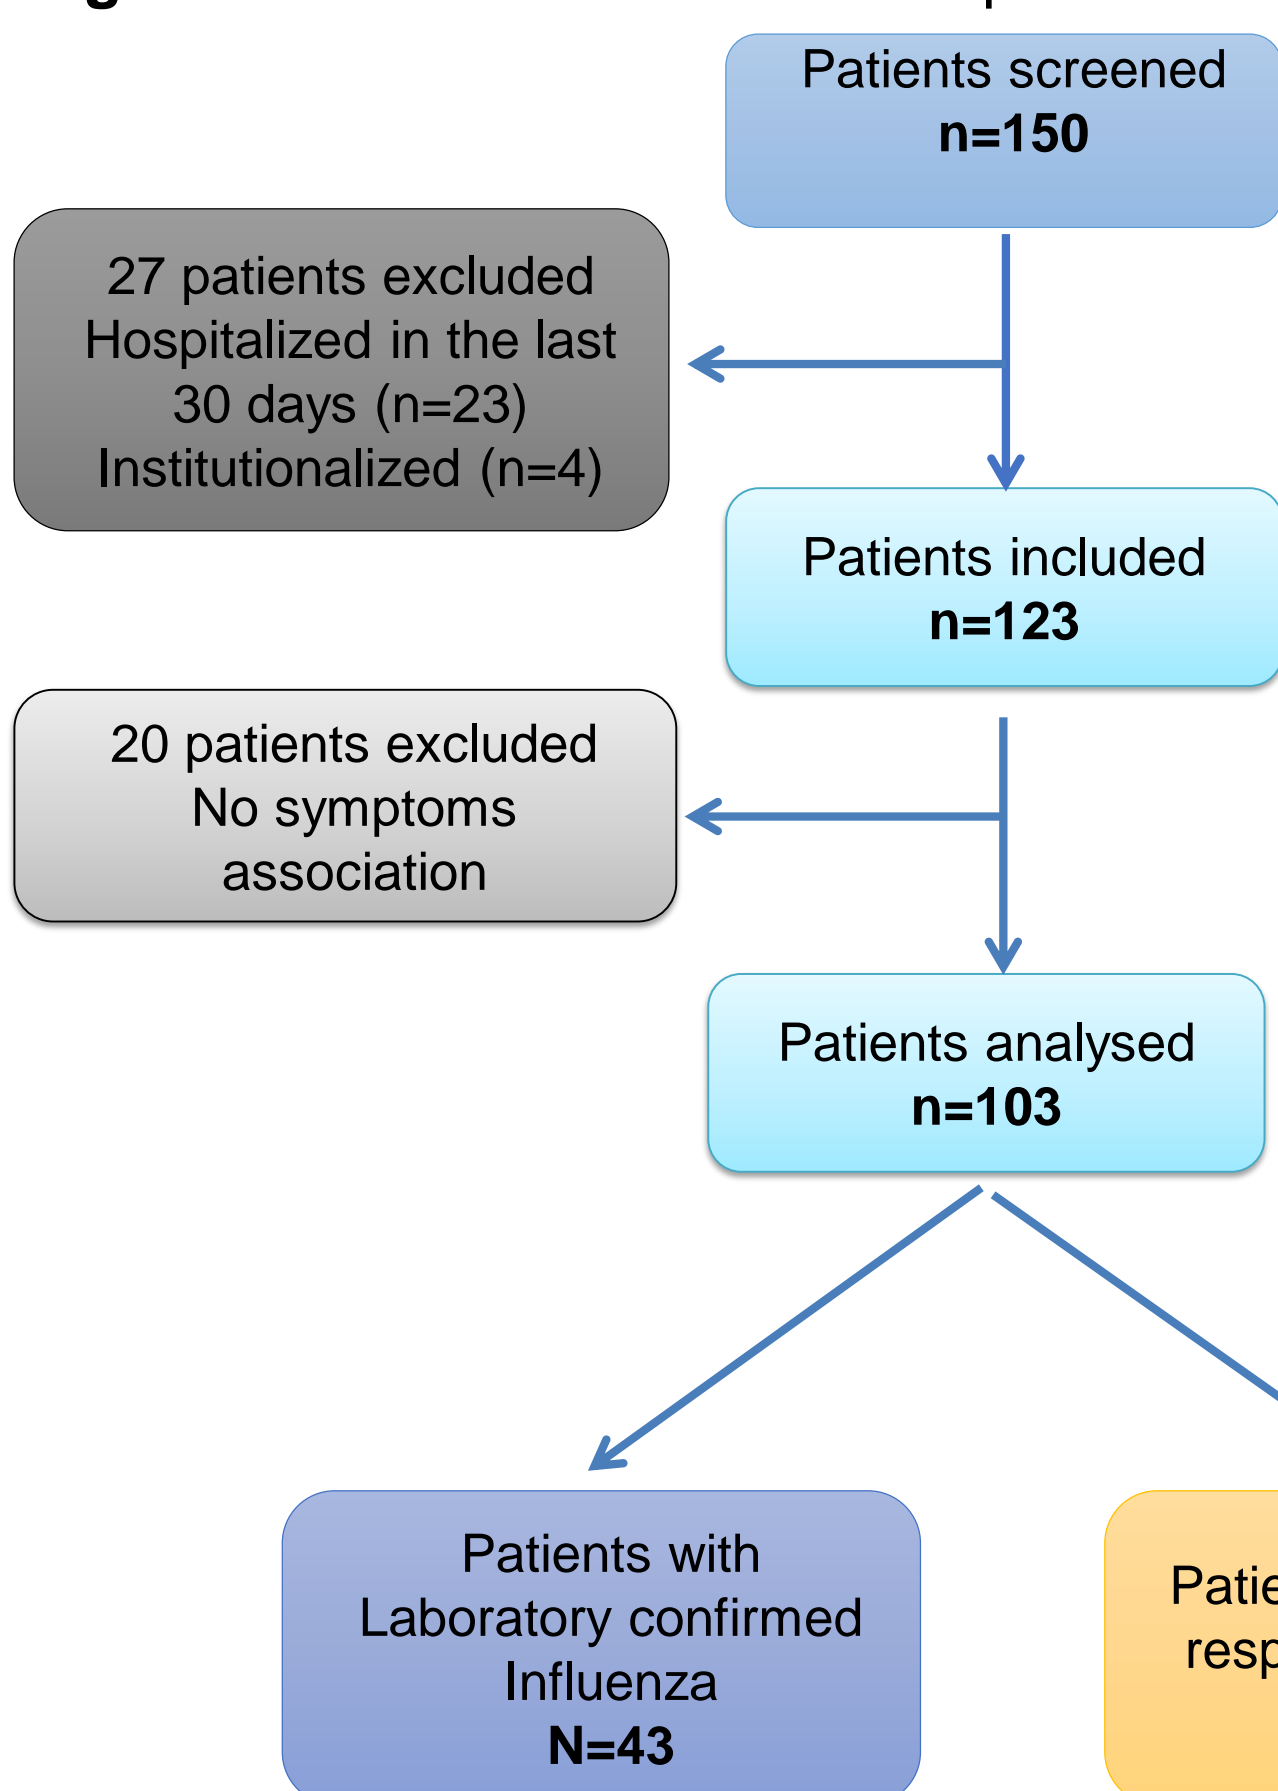 Patients screened
n=150
27 patients excluded
Hospitalized in the last
30 days (n=23)
Institutionalized (n=4)
Patients included
n=123
20 patients excluded
No symptoms
association
Patients analysed
n=103
Patients with
Laboratory confirmed
Influenza
N=43